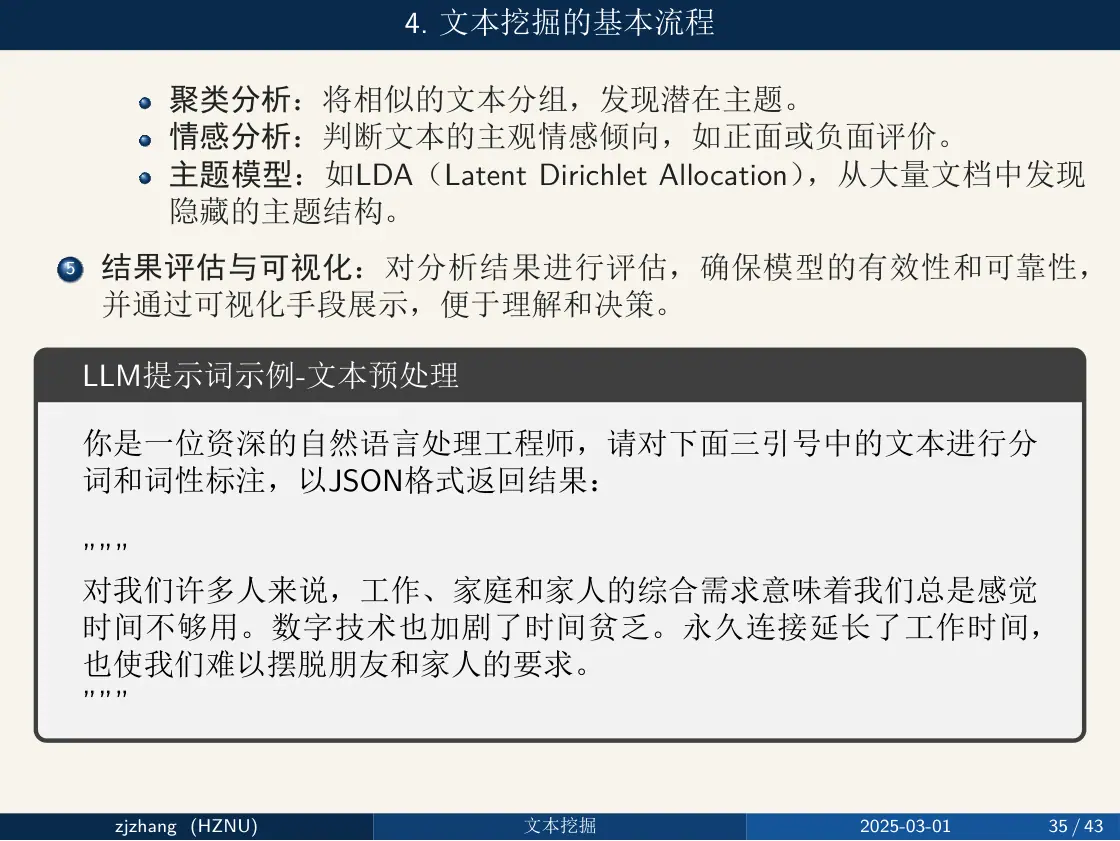 4. 文本挖掘的基本流程
聚类分析：将相似的文本分组，发现潜在主题。
情感分析：判断文本的主观情感倾向，如正面或负面评价。
主题模型：如LDA（Latent Dirichlet Allocation），从大量文档中发现
隐藏的主题结构。
5 结果评估与可视化：对分析结果进行评估，确保模型的有效性和可靠性，
并通过可视化手段展示，便于理解和决策。
LLM提示词示例-文本预处理
你是一位资深的自然语言处理工程师，请对下面三引号中的文本进行分
词和词性标注，以JSON格式返回结果：
”””
对我们许多人来说，工作、家庭和家人的综合需求意味着我们总是感觉
时间不够用。数字技术也加剧了时间贫乏。永久连接延长了工作时间，
也使我们难以摆脱朋友和家人的要求。
”””
zjzhang (HZNU) 文本挖掘 2025-03-01 35 / 43